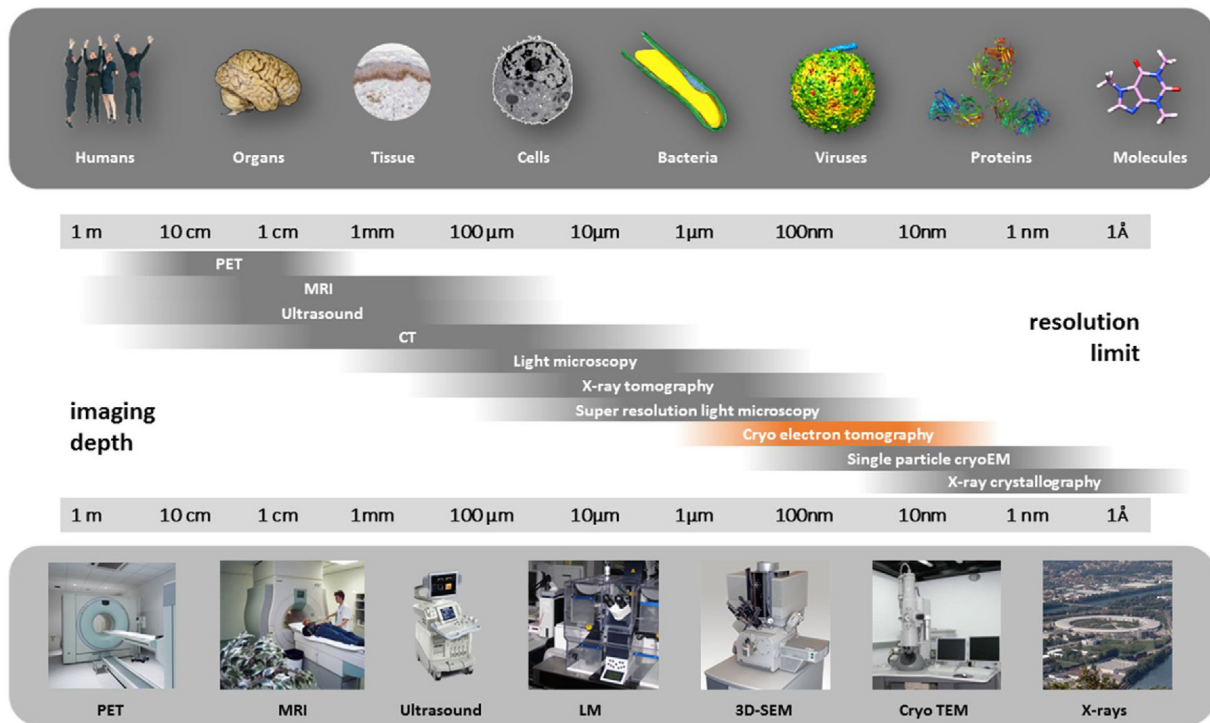 Humans Organs Tissue Cells Bacteria Viruses Proteins Molecules
1 m 10 cm 1 cm 1mm 100 µm 10µm 1µm 100nm 10nm 1 nm 1Å
PET
MRI
Ultrasound
CT
resolution
limit
Light microscopy
X-ray tomography
Super resolution light microscopy
imaging
depth
Cryo electron tomography
Single particle cryoEM
X-ray crystallography
1 m 10 cm 1 cm 1mm 100 µm 10µm 1µm 100nm 10nm 1 nm 1Å
PET MRI Ultrasound LM 3D-SEM Cryo TEM X-rays